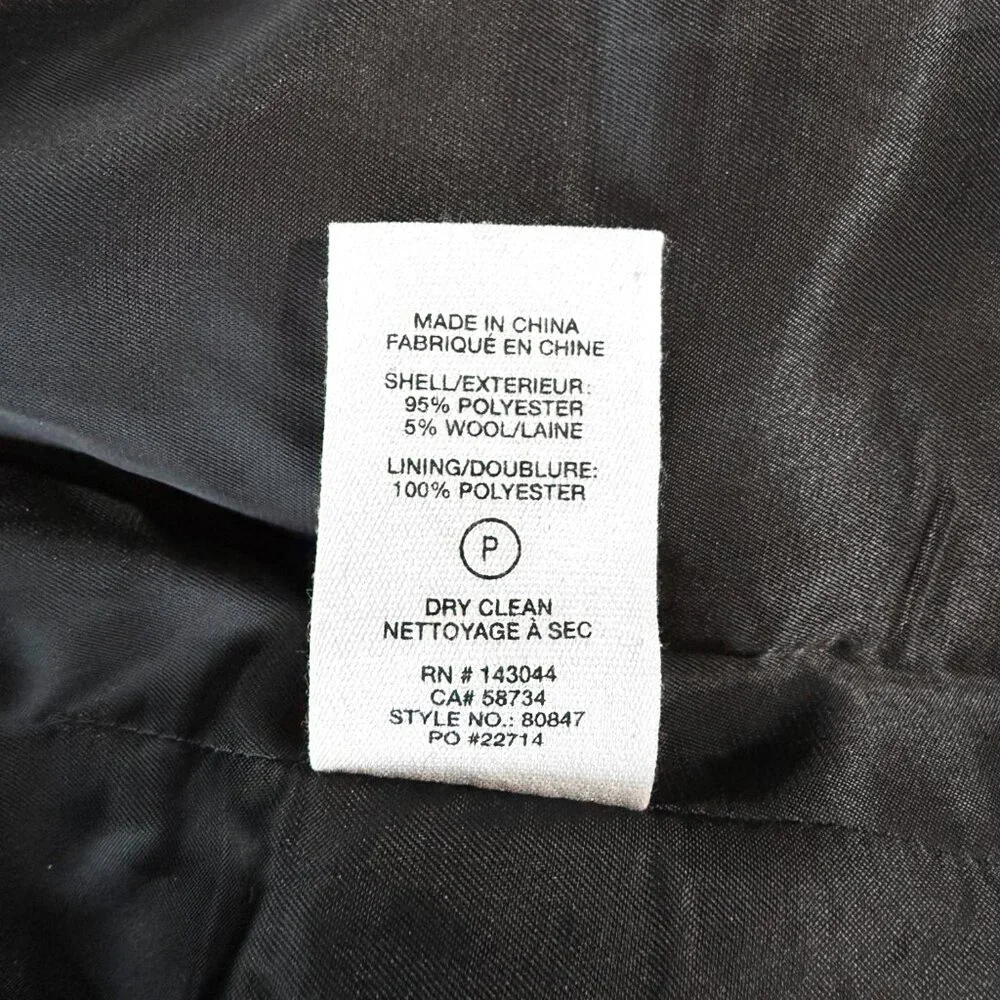 MADE IN CHINA
FABRIQUÉ EN CHINE
SHELL/EXTERIEUR:
95% POLYESTER
5% WOOL/LAINE
LINING/DOUBLURE:
100% POLYESTER
P
DRY CLEAN
NETTOYAGE À SEC
RN # 143044
CA# 58734
STYLE NO.: 80847
PO #22714